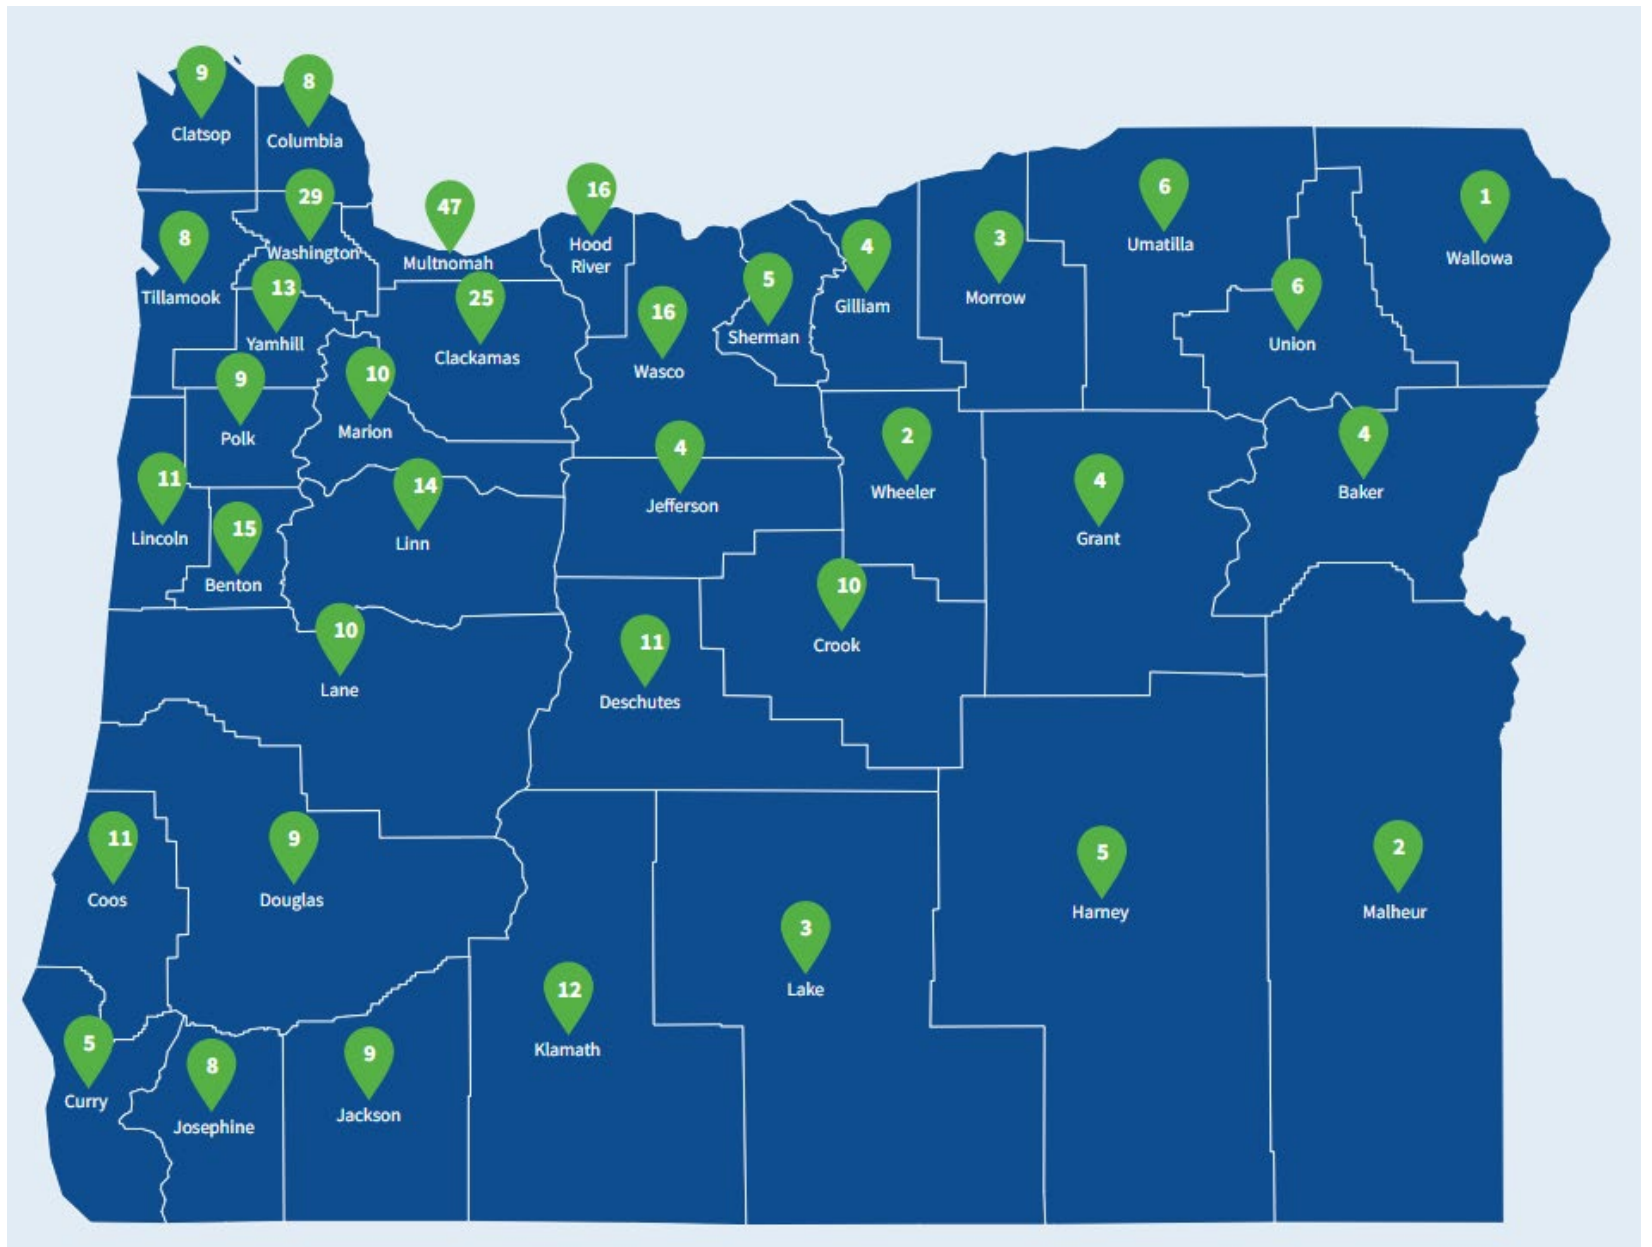 9
Clatsop
8
Columbia
29
Washington
47
Multnomah
16
Hood
River
8
Tillamook
13
Yamhill
25
Clackamas
16
Wasco
5
Sherman
4
Gilliam
3
Morrow
6
Umatilla
6
Union
1
Wallowa
9
Polk
10
Marion
4
Jefferson
2
Wheeler
4
Grant
4
Baker
11
Lincoln
15
Benton
14
Linn
10
Lane
11
Deschutes
10
Crook
11
Coos
9
Douglas
12
Klamath
3
Lake
5
Harney
2
Malheur
5
Curry
8
Josephine
9
Jackson